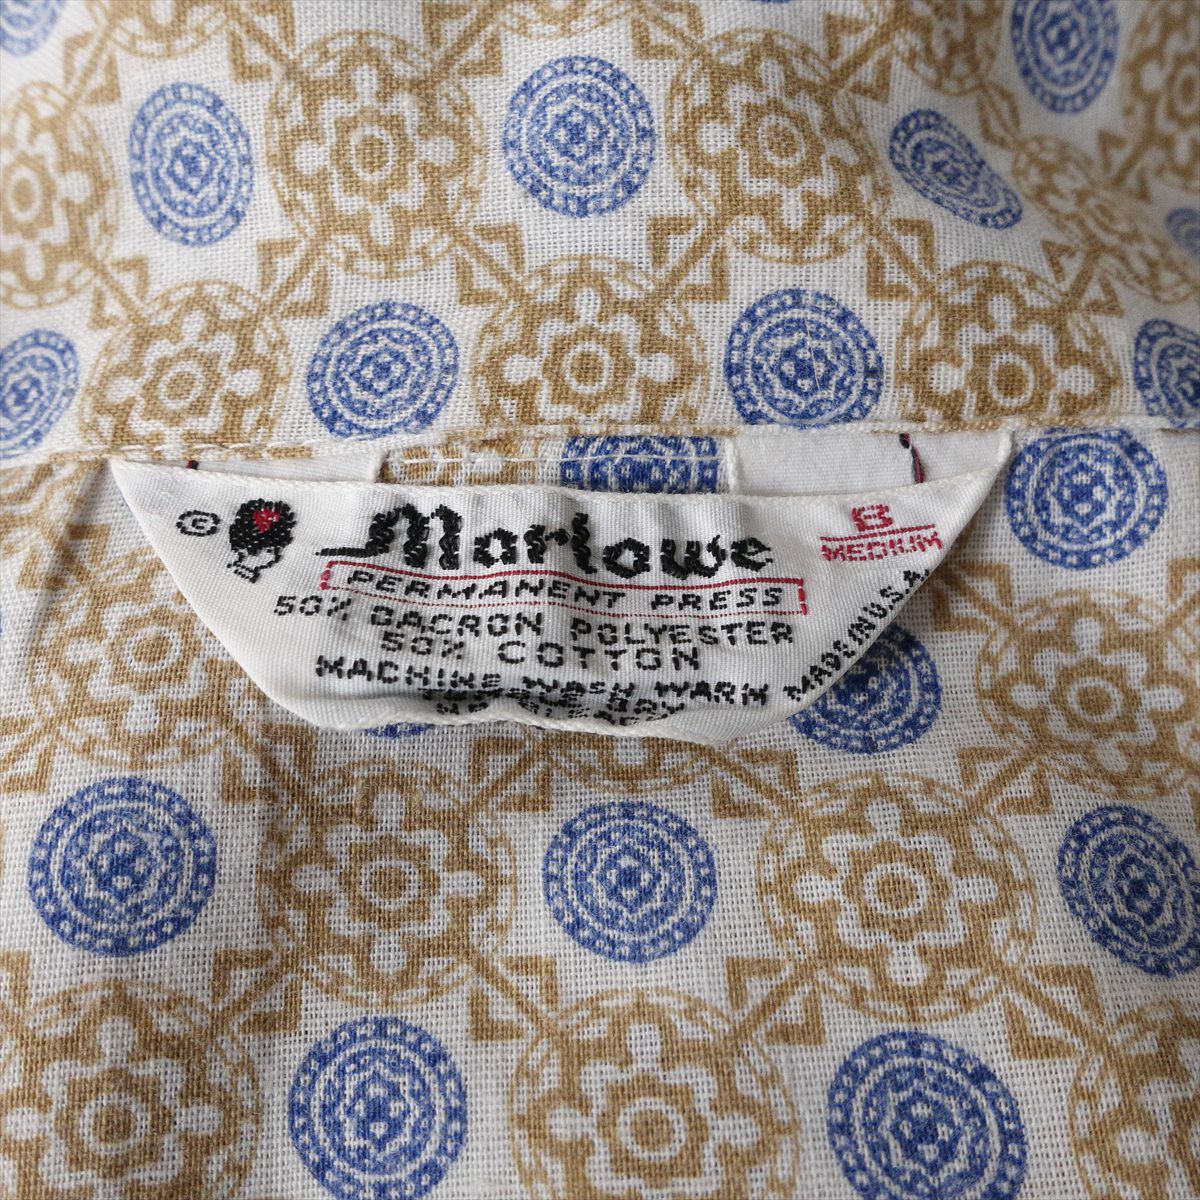 ©
Marlowe
B
MEDIUM
PERMANENT PRESS
50% DACRON POLYESTER
50% COTTON
MACHINE WASH WARM
MADE IN U.S.A.